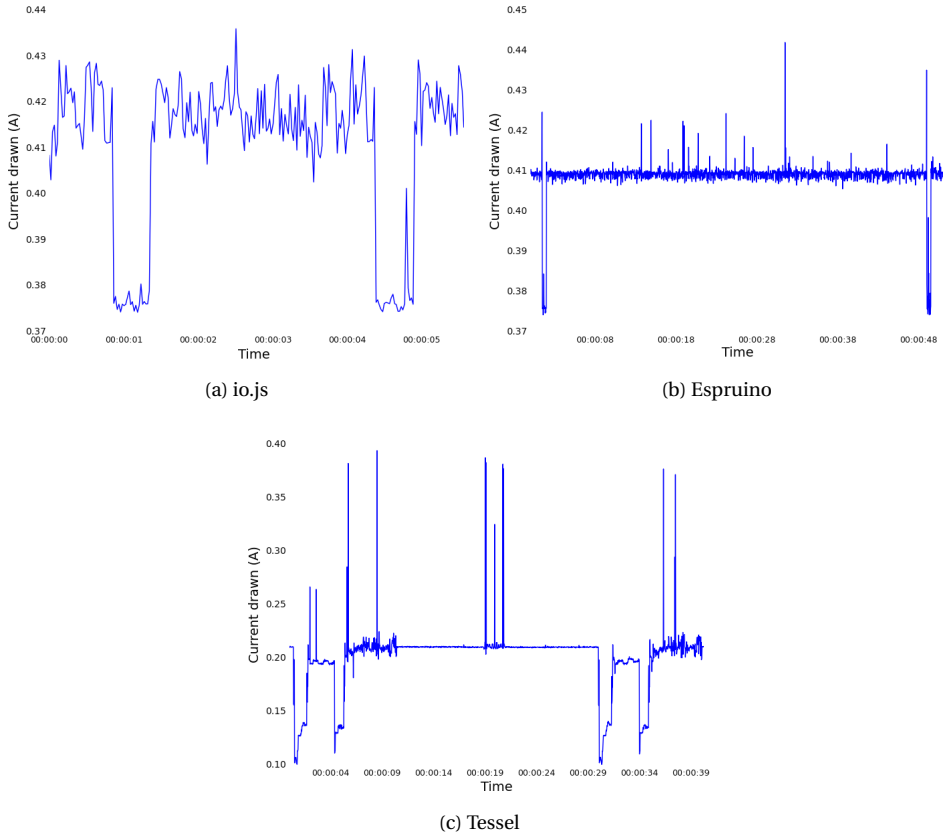 0.44
0.43
0.42
0.41
0.40
0.39
0.38
0.37
Current drawn (A)
00:00:00 00:00:01 00:00:02 00:00:03 00:00:04 00:00:05
Time
(a) io.js
0.45
0.44
0.43
0.42
0.41
0.40
0.39
0.38
0.37
Current drawn (A)
00:00:08 00:00:18 00:00:28 00:00:38 00:00:48
Time
(b) Espruino
0.40
0.35
0.30
0.25
0.20
0.15
0.10
Current drawn (A)
00:00:04 00:00:09 00:00:14 00:00:19 00:00:24 00:00:29 00:00:34 00:00:39
Time
(c) Tessel